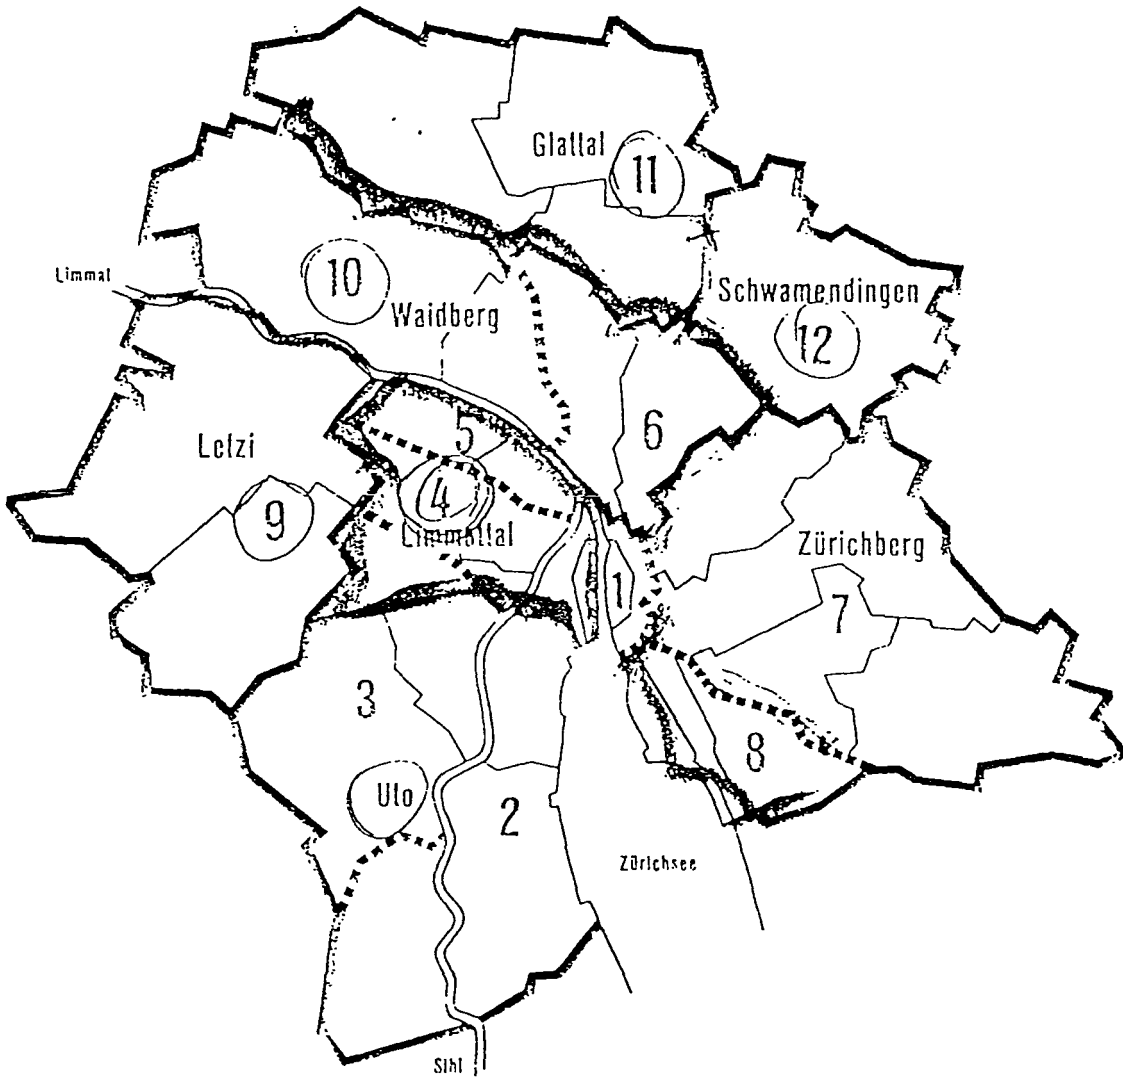 Glattal
11
Limmat
10
Schwamendingen
Waidberg
12
5
6
Letzi
4
9
Limmattal
Zürichberg
1
7
3
8
Uto
2
Zürichsee
Sihl